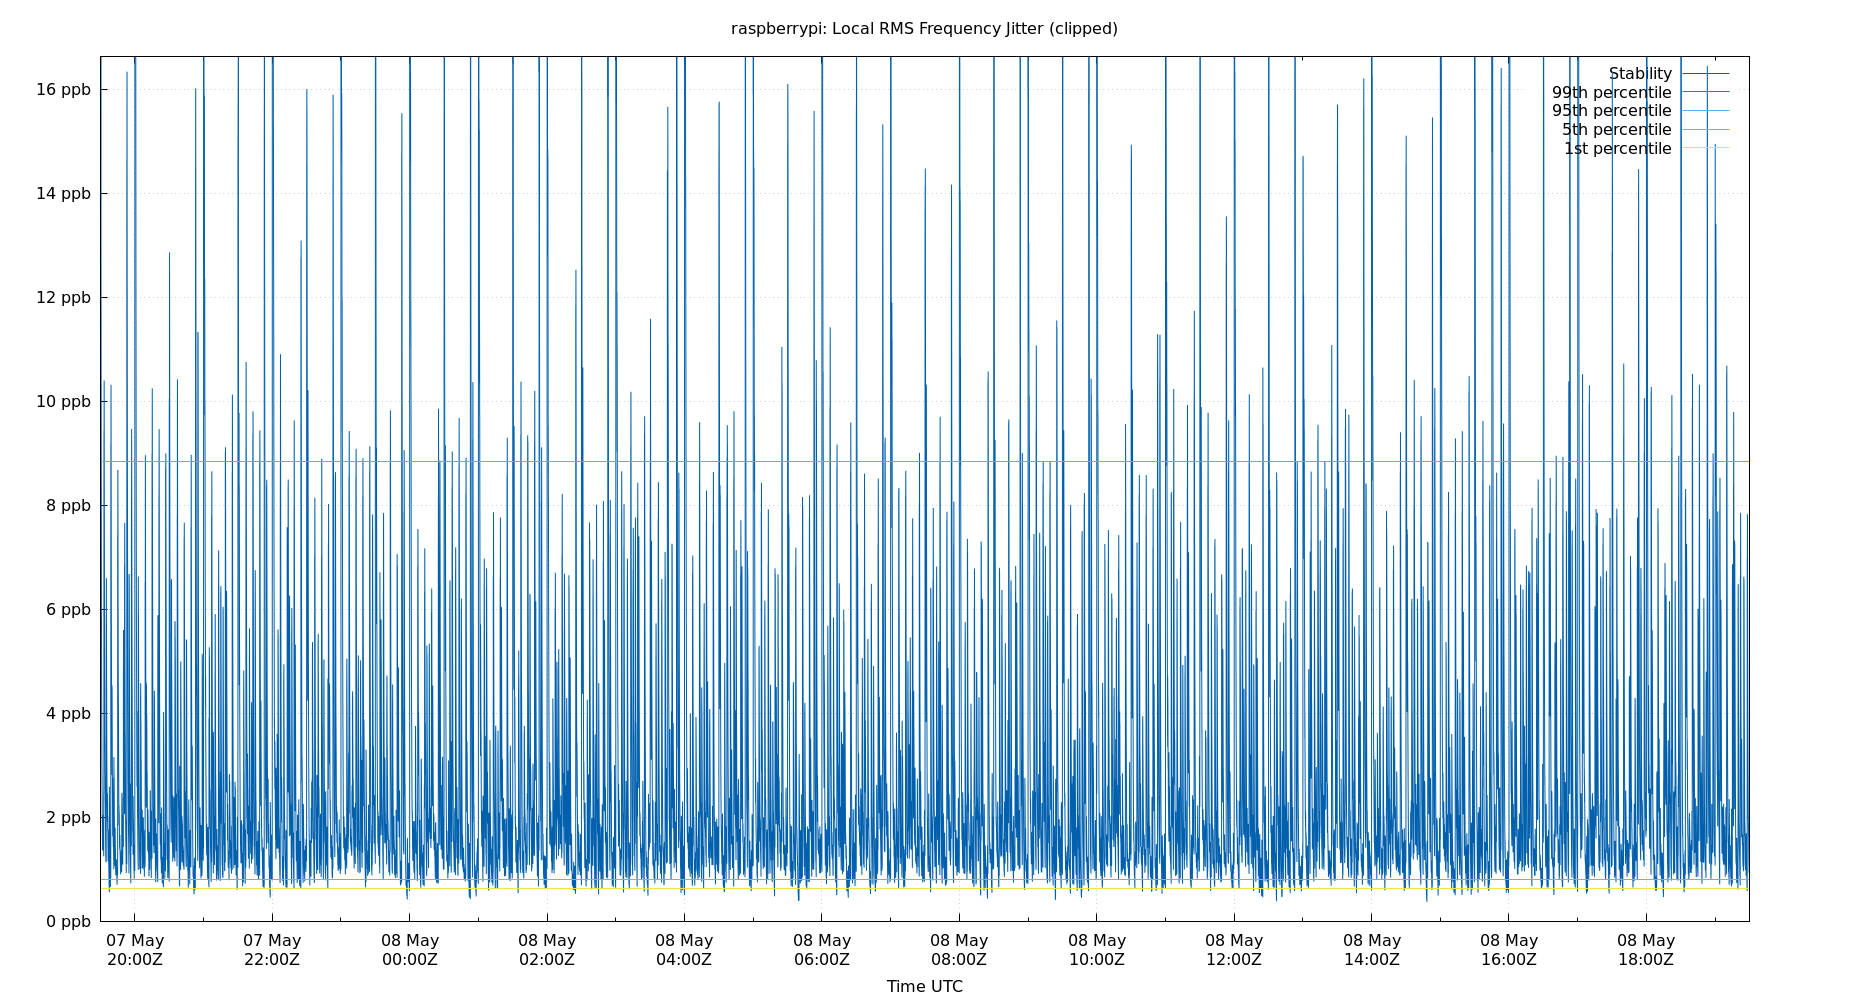 raspberrypi: Local RMS Frequency Jitter (clipped)
16 ppb
14 ppb
12 ppb
10 ppb
8 ppb
6 ppb
4 ppb
2 ppb
0 ppb
Stability
99th percentile
95th percentile
5th percentile
1st percentile
07 May 07 May 08 May 08 May 08 May 08 May 08 May 08 May 08 May 08 May 08 May 08 May
20:00Z 22:00Z 00:00Z 02:00Z 04:00Z 06:00Z 08:00Z 10:00Z 12:00Z 14:00Z 16:00Z 18:00Z
Time UTC